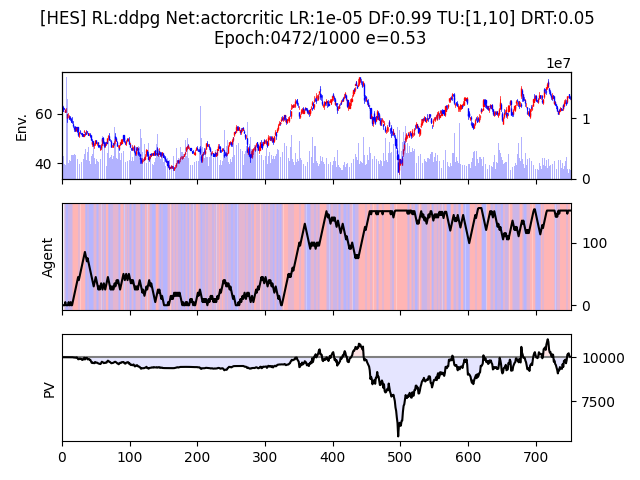 [HES] RL:ddpg Net:actorcritic LR:1e-05 DF:0.99 TU:[1,10] DRT:0.05
Epoch:0472/1000 e=0.53
1e7
Env.
60
40
1
0
Agent
100
0
PV
10000
7500
0 100 200 300 400 500 600 700